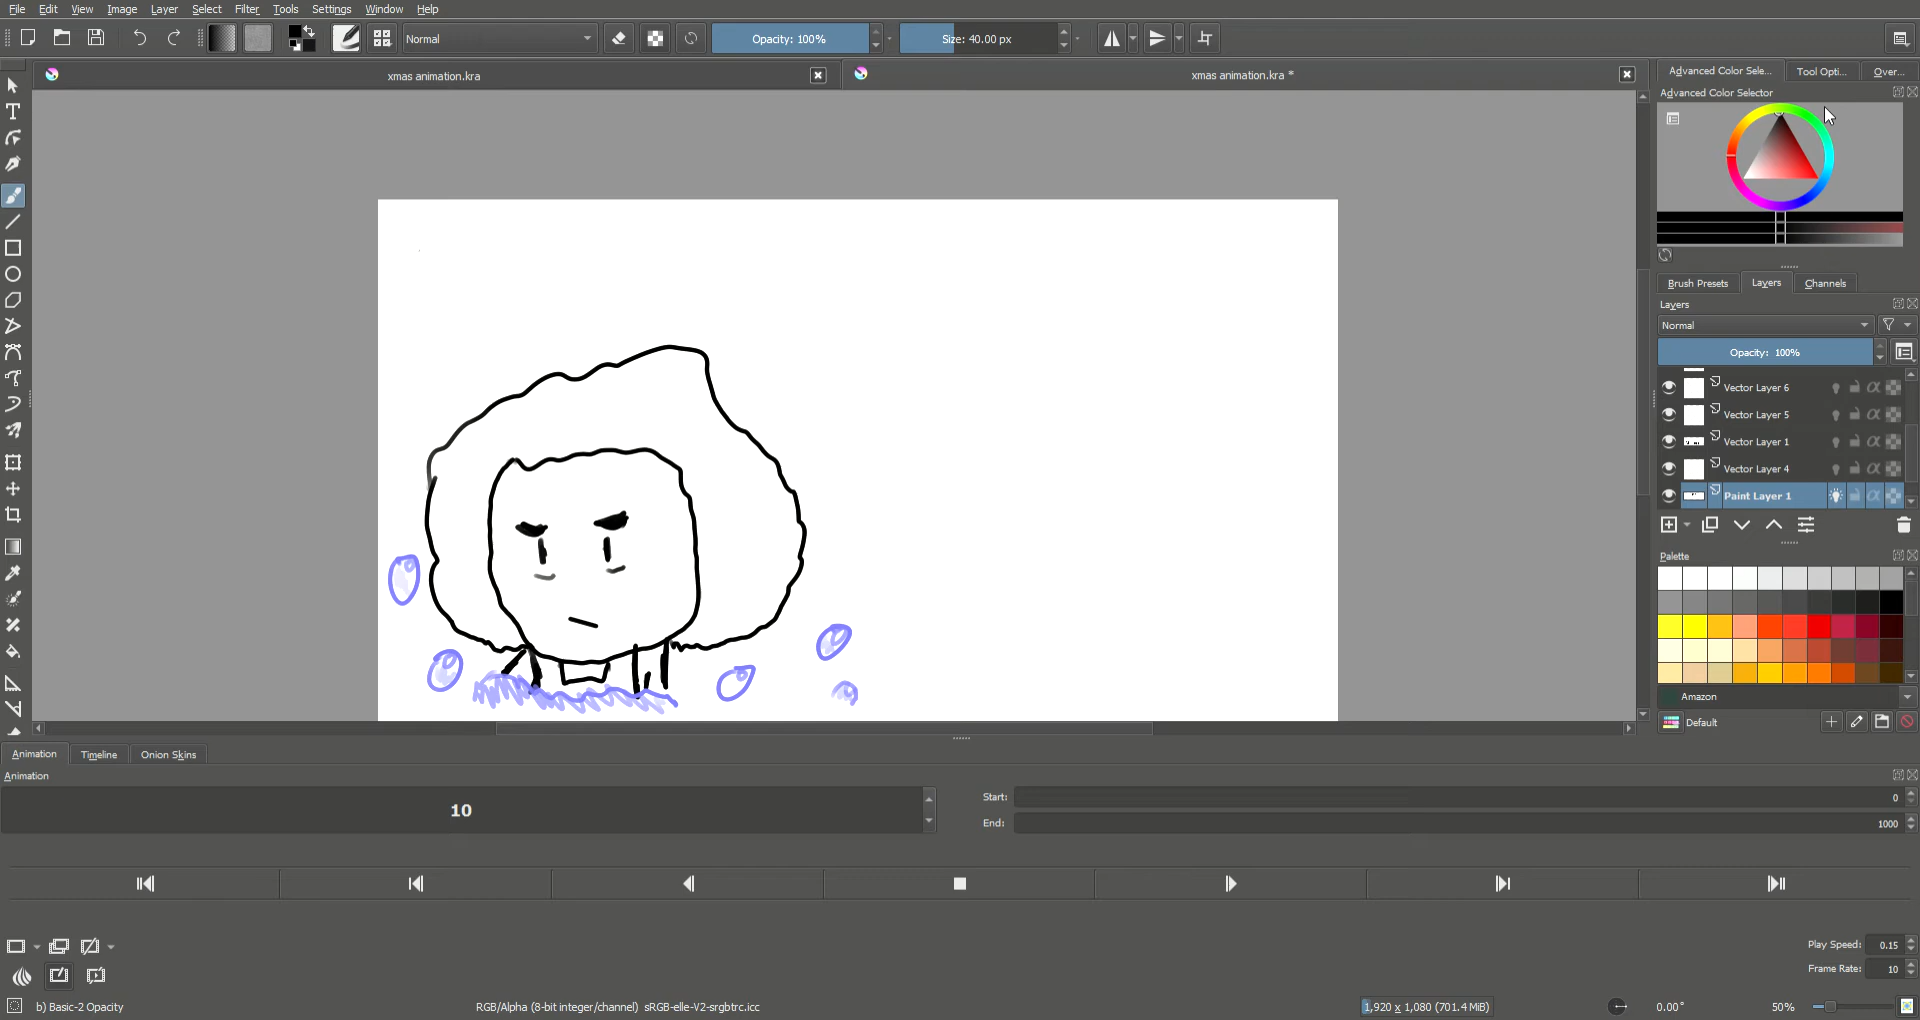 File Edit View Image Layer Select Filter Tools Settings Window Help
Normal Opacity: 100% Size: 40.00 px
xmas animation.kra xmas animation.kra *
Advanced Color Sele... Tool Opti... Over...
Advanced Color Selector
Brush Presets Layers Channels
Layers
Normal
Opacity: 100%
Vector Layer 6
Vector Layer 5
Vector Layer 1
Vector Layer 4
Paint Layer 1
Palette
Amazon
Default
Animation Timeline Onion Skins
Animation
10
Start: 0
End: 1000
Play Speed: 0.15
Frame Rate: 10
b) Basic-2 Opacity RGB/Alpha (8-bit integer/channel) sRGB-elle-V2-srgbtrc.icc 1,920 x 1,080 (701.4 MiB) 0.00° 50%